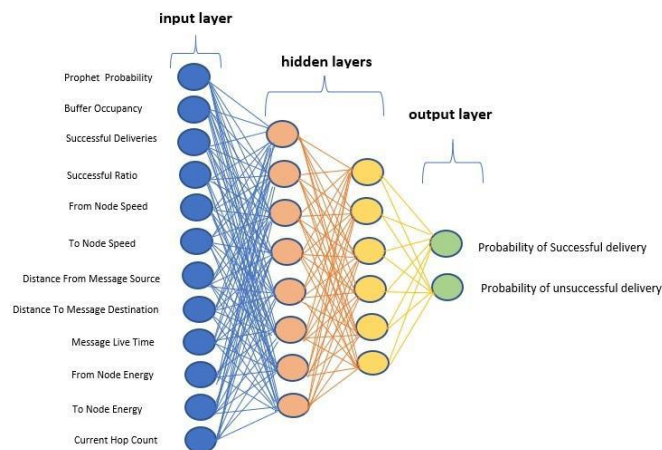 input layer
hidden layers
output layer
Prophet Probability
Buffer Occupancy
Successful Deliveries
Successful Ratio
From Node Speed
To Node Speed
Distance From Message Source
Distance To Message Destination
Message Live Time
From Node Energy
To Node Energy
Current Hop Count
Probability of Successful delivery
Probability of unsuccessful delivery